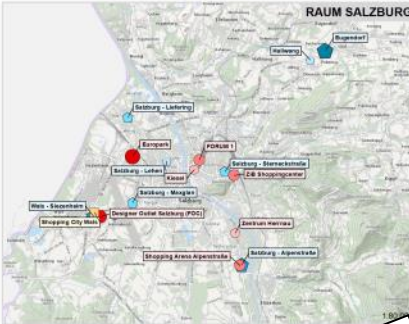 RAUM SALZBURG
Bugendorf
Hallwang
Salzburg - Liefering
Europark
FORUM 1
Salzburg - Lehen
Salzburg - Sterneckstraße
Kiesel
ZIB Shoppingcenter
Salzburg - Maxglan
Wals - Siezenheim
Designer Outlet Salzburg (FOC)
Shopping City Wals
Zentrum Herrnau
Shopping Arena Alpenstraße
Salzburg - Alpenstraße